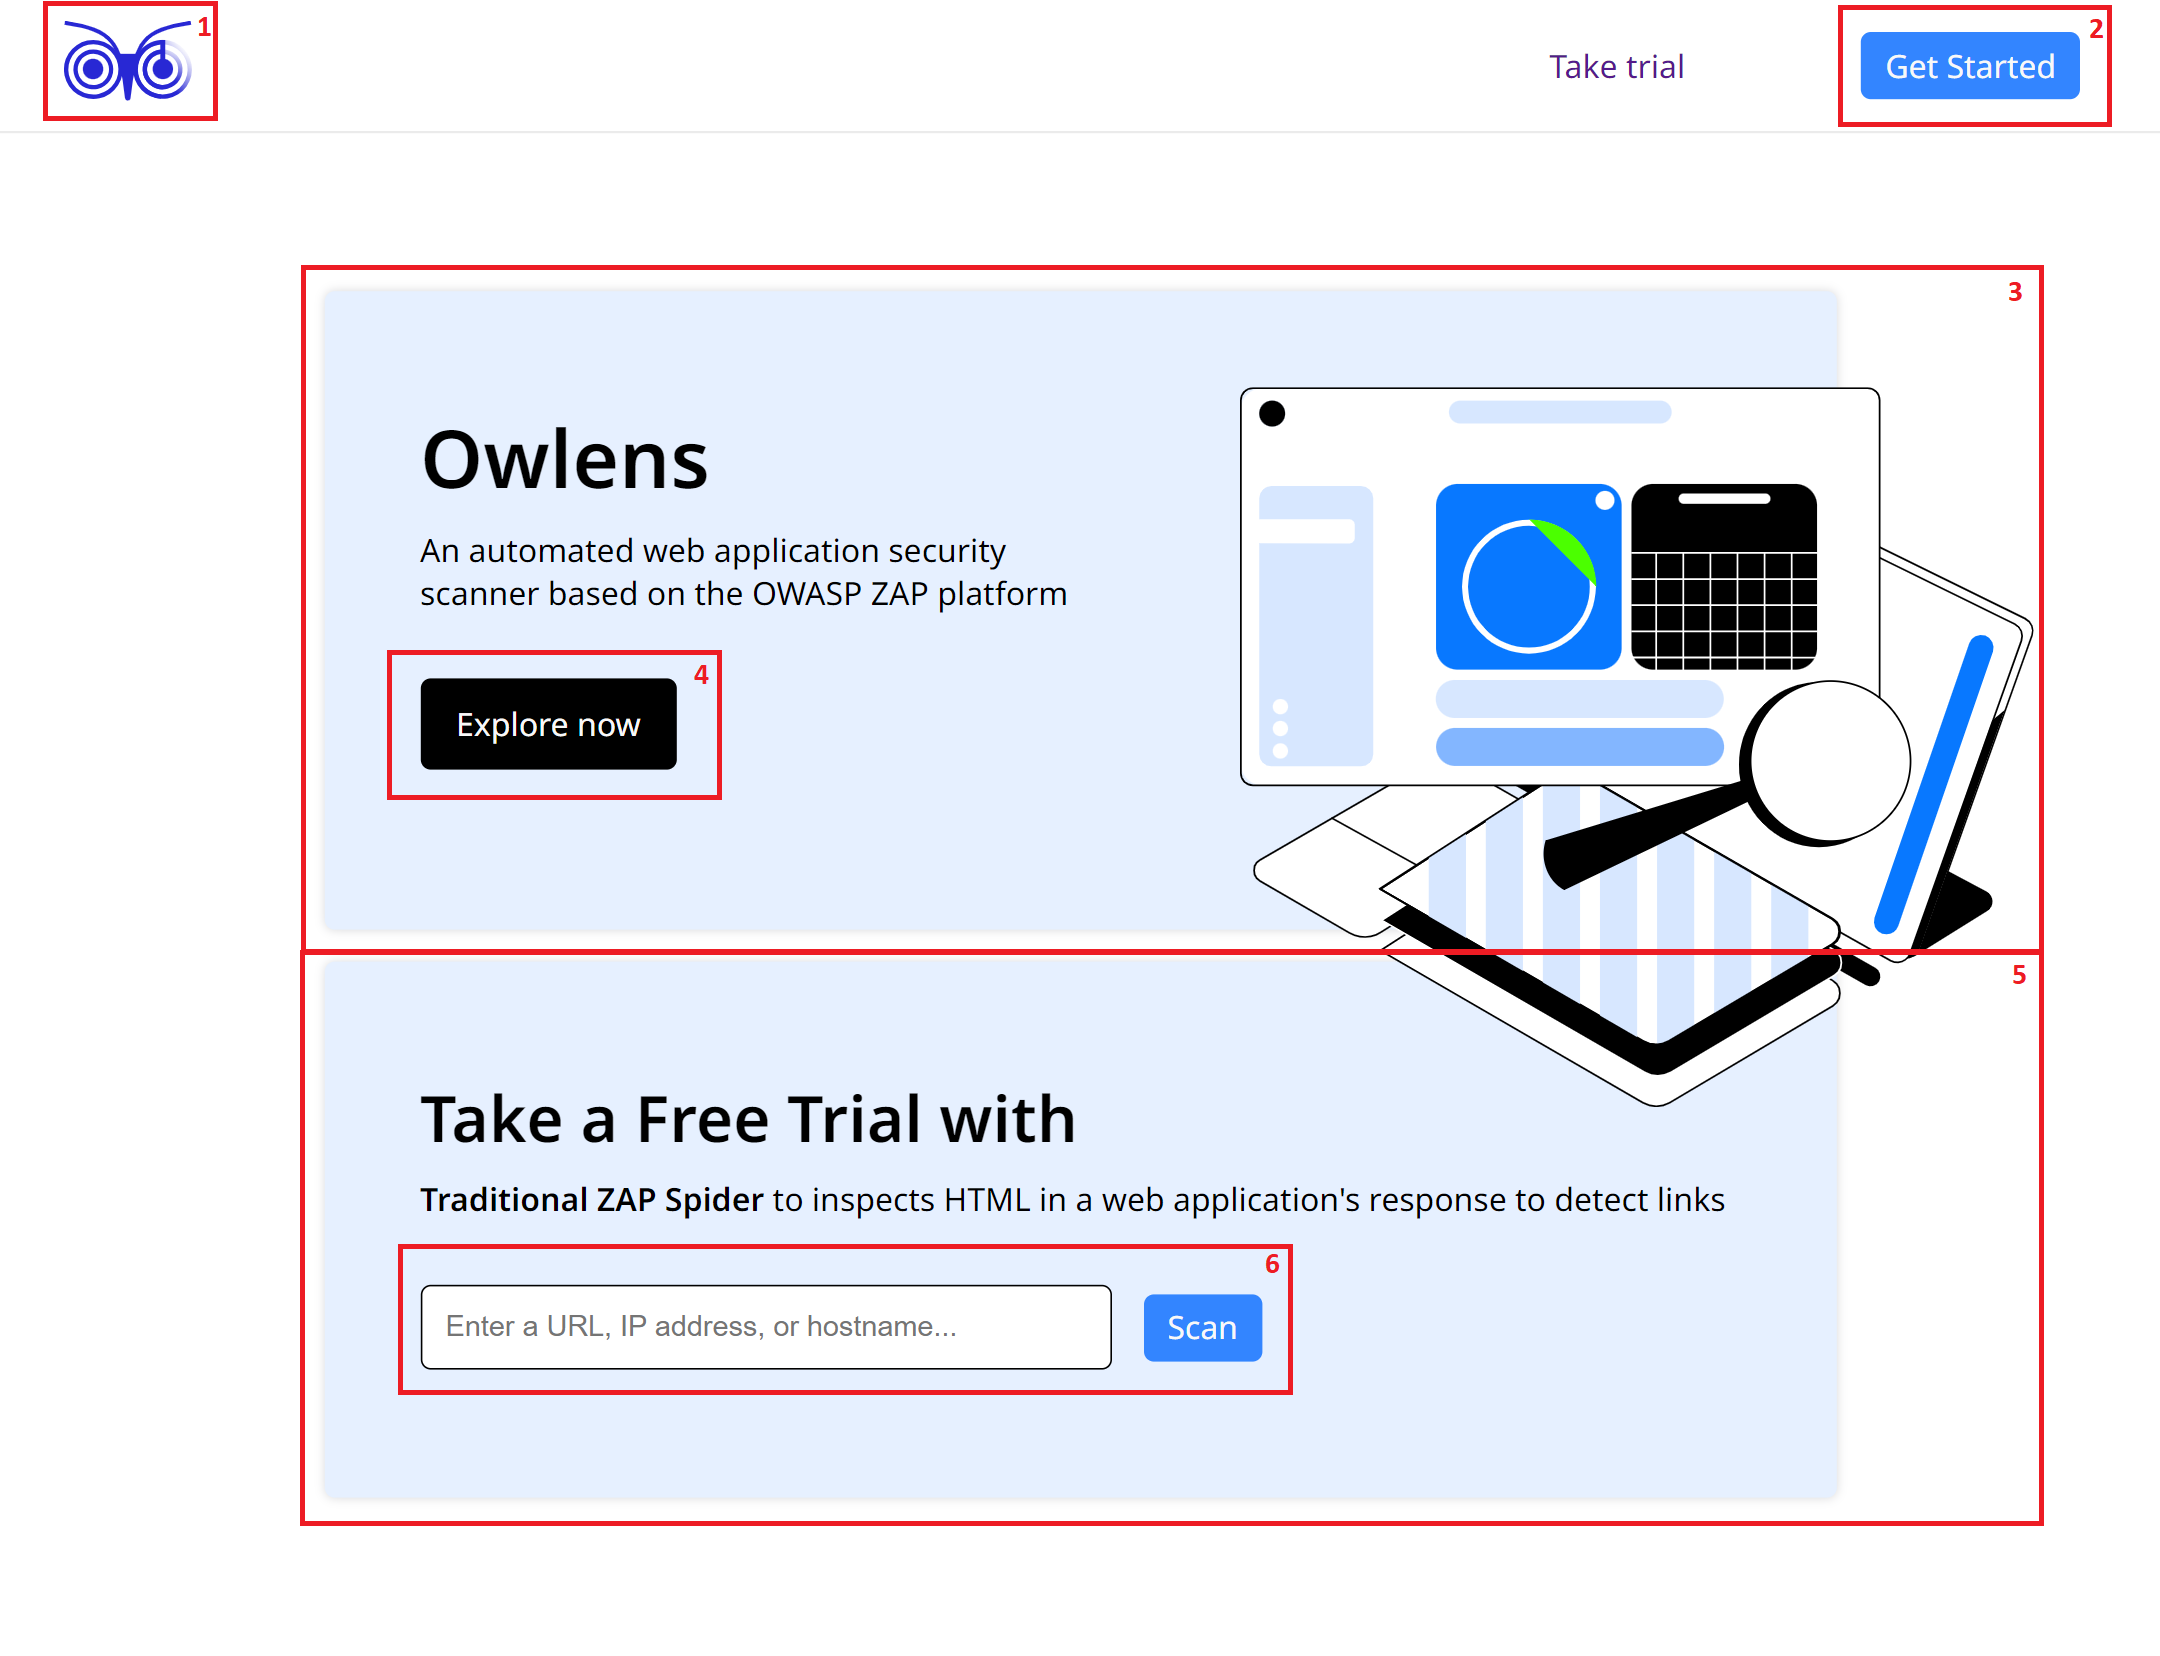 1
Take trial
Get Started
2
3
Owlens
An automated web application security
scanner based on the OWASP ZAP platform
4
Explore now
5
Take a Free Trial with
Traditional ZAP Spider to inspects HTML in a web application's response to detect links
6
Enter a URL, IP address, or hostname...
Scan